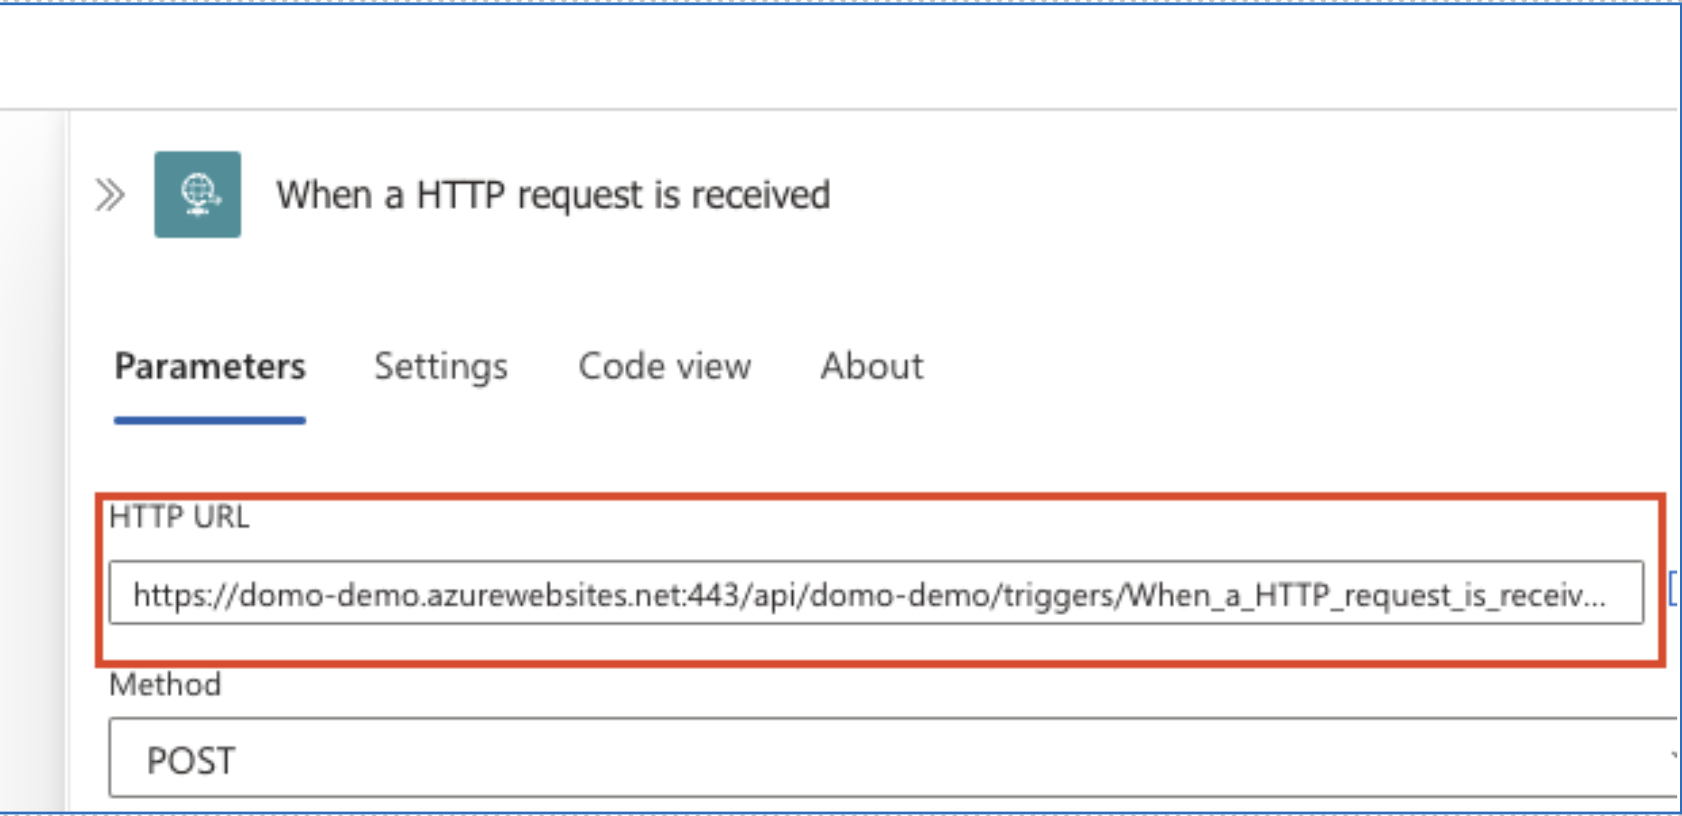 When a HTTP request is received
Parameters Settings Code view About
HTTP URL
https://domo-demo.azurewebsites.net:443/api/domo-demo/triggers/When_a_HTTP_request_is_receiv...
Method
POST